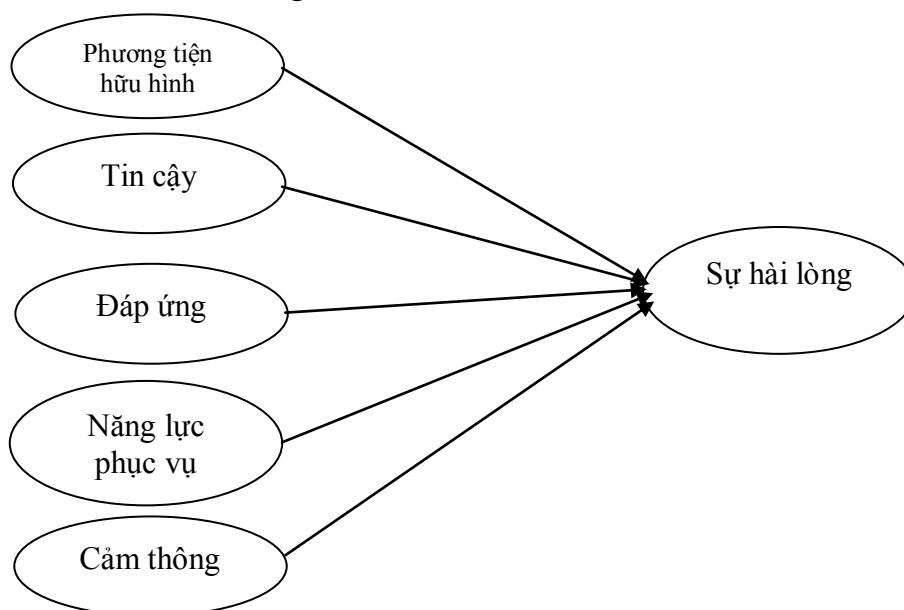 Phương tiện
hữu hình
Tin cậy
Đáp ứng
Năng lực
phục vụ
Cảm thông
Sự hài lòng